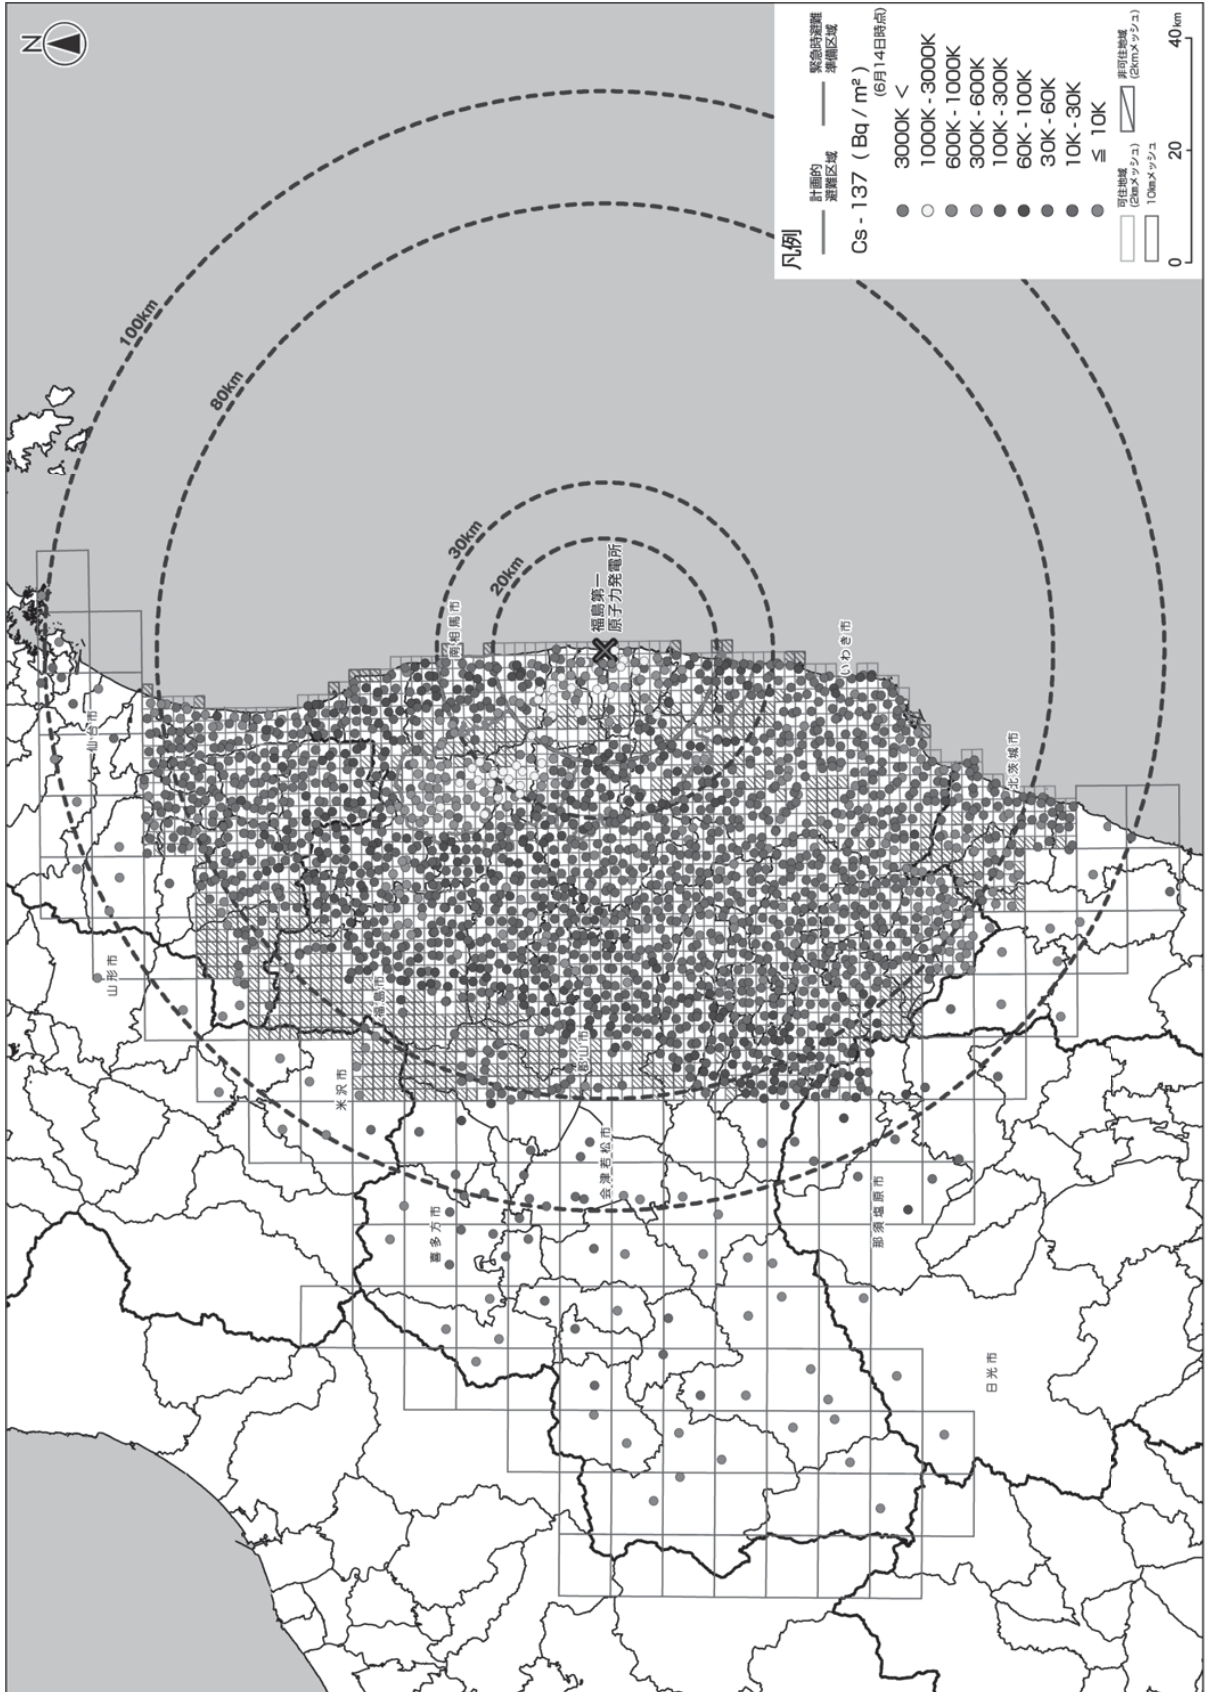 N
100km
80km
30km
20km
福島第一
原子力発電所
仙台市
山形市
南相馬市
福島市
米沢市
郡山市
いわき市
北茨城市
会津若松市
喜多方市
那須塩原市
日光市
凡例
計画的
避難区域
緊急時避難
準備区域
Cs - 137 ( Bq / m² )
(6月14日時点)
3000K <
1000K - 3000K
600K - 1000K
300K - 600K
100K - 300K
60K - 100K
30K - 60K
10K - 30K
≦ 10K
可住地域
(2kmメッシュ)
非可住地域
(2kmメッシュ)
10kmメッシュ
0 20 40 km